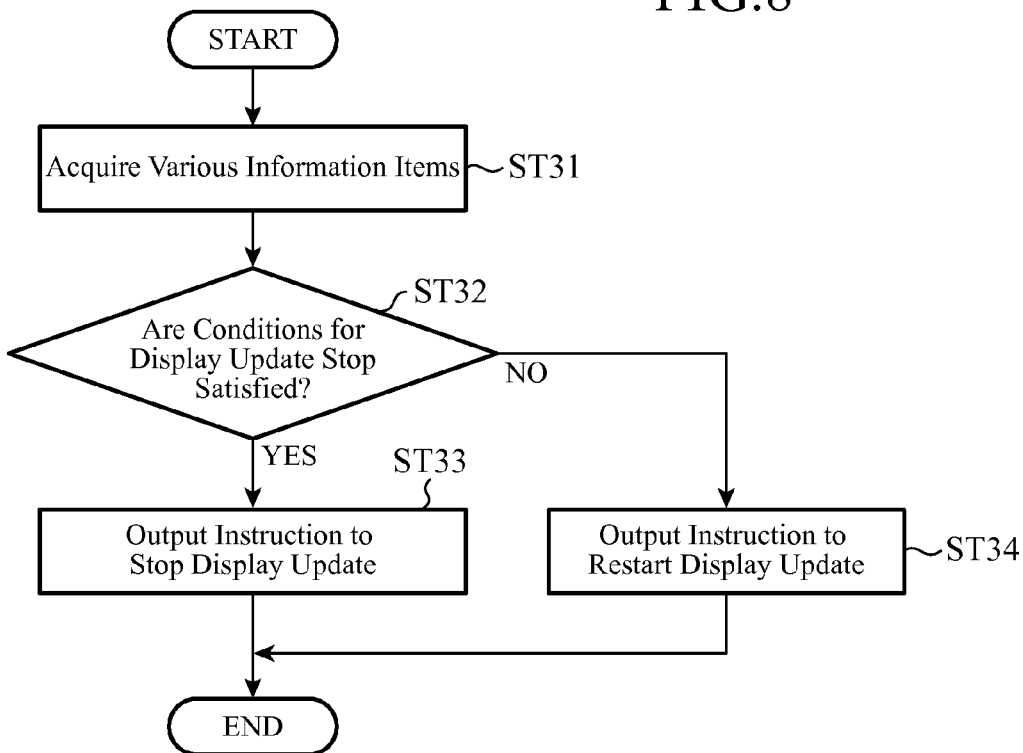 FIG.8
START
Acquire Various Information Items
ST31
ST32
Are Conditions for
Display Update Stop
Satisfied?
NO
YES
ST33
Output Instruction to
Stop Display Update
Output Instruction to
Restart Display Update
ST34
END